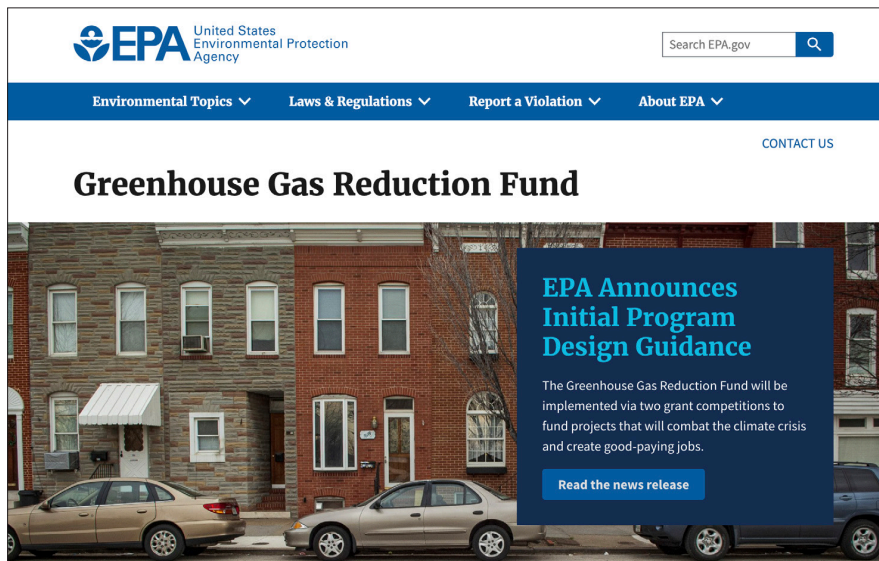 EPA
United States
Environmental Protection
Agency
Search EPA.gov
Environmental Topics
Laws & Regulations
Report a Violation
About EPA
CONTACT US
Greenhouse Gas Reduction Fund
EPA Announces
Initial Program
Design Guidance
The Greenhouse Gas Reduction Fund will be
implemented via two grant competitions to
fund projects that will combat the climate crisis
and create good-paying jobs.
Read the news release